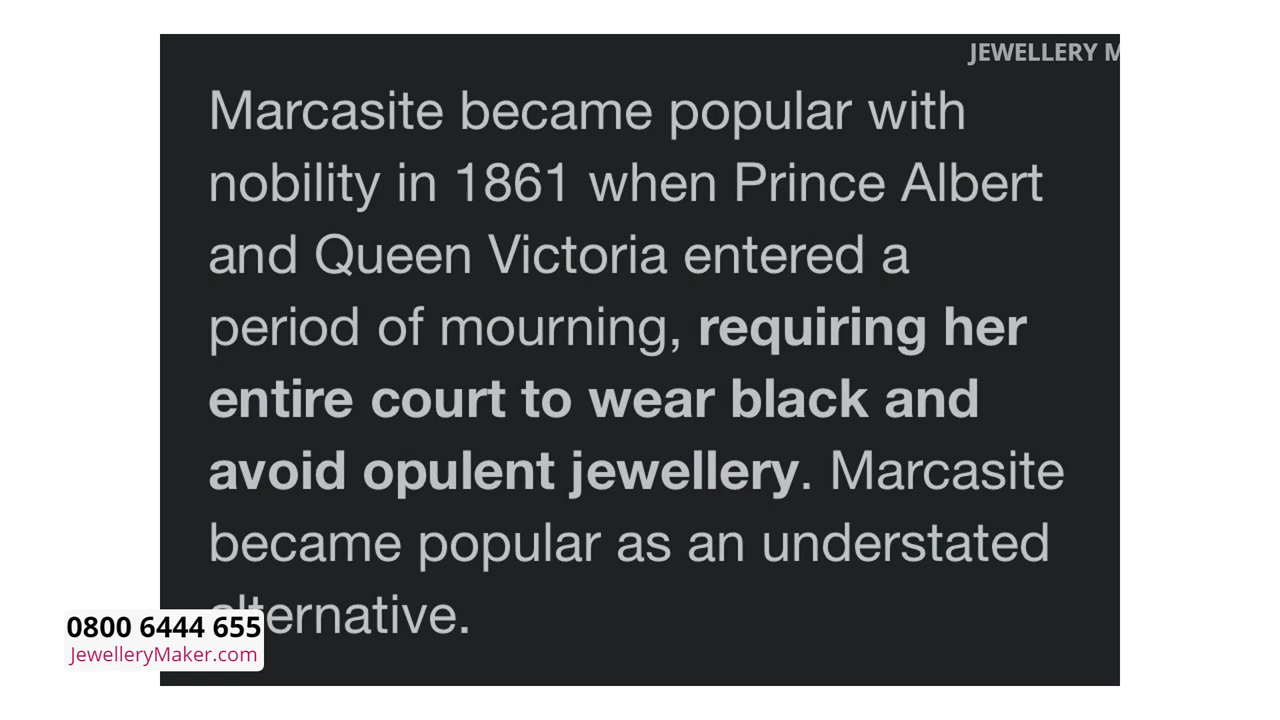 JEWELLERY M
Marcasite became popular with
nobility in 1861 when Prince Albert
and Queen Victoria entered a
period of mourning, requiring her
entire court to wear black and
avoid opulent jewellery. Marcasite
became popular as an understated
alternative.
0800 6444 655
JewelleryMaker.com